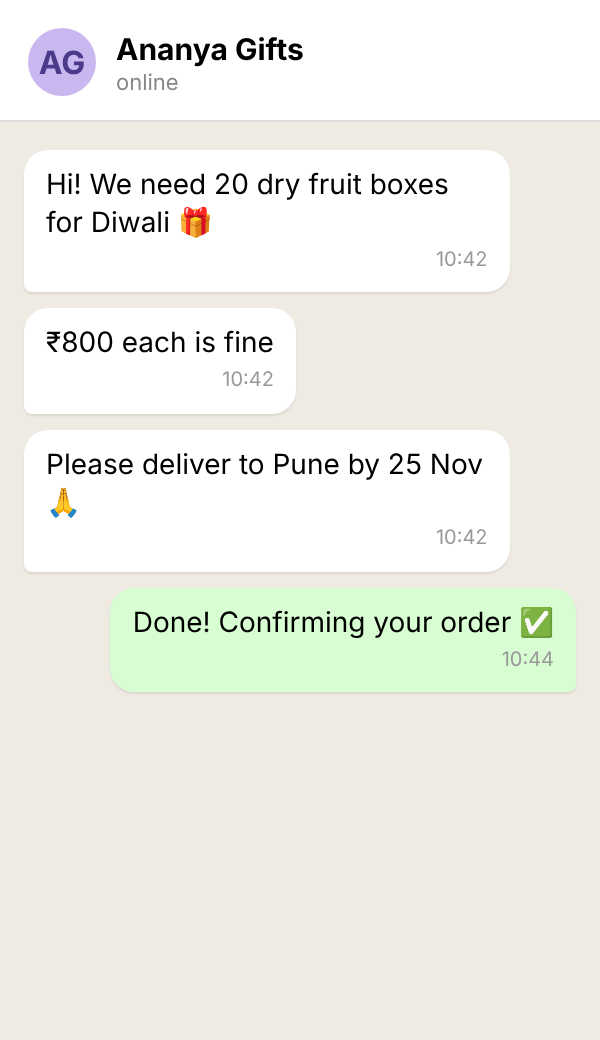 AG
Ananya Gifts
online
Hi! We need 20 dry fruit boxes
for Diwali 🎁
10:42
₹800 each is fine
10:42
Please deliver to Pune by 25 Nov
🙏
10:42
Done! Confirming your order ✅
10:44